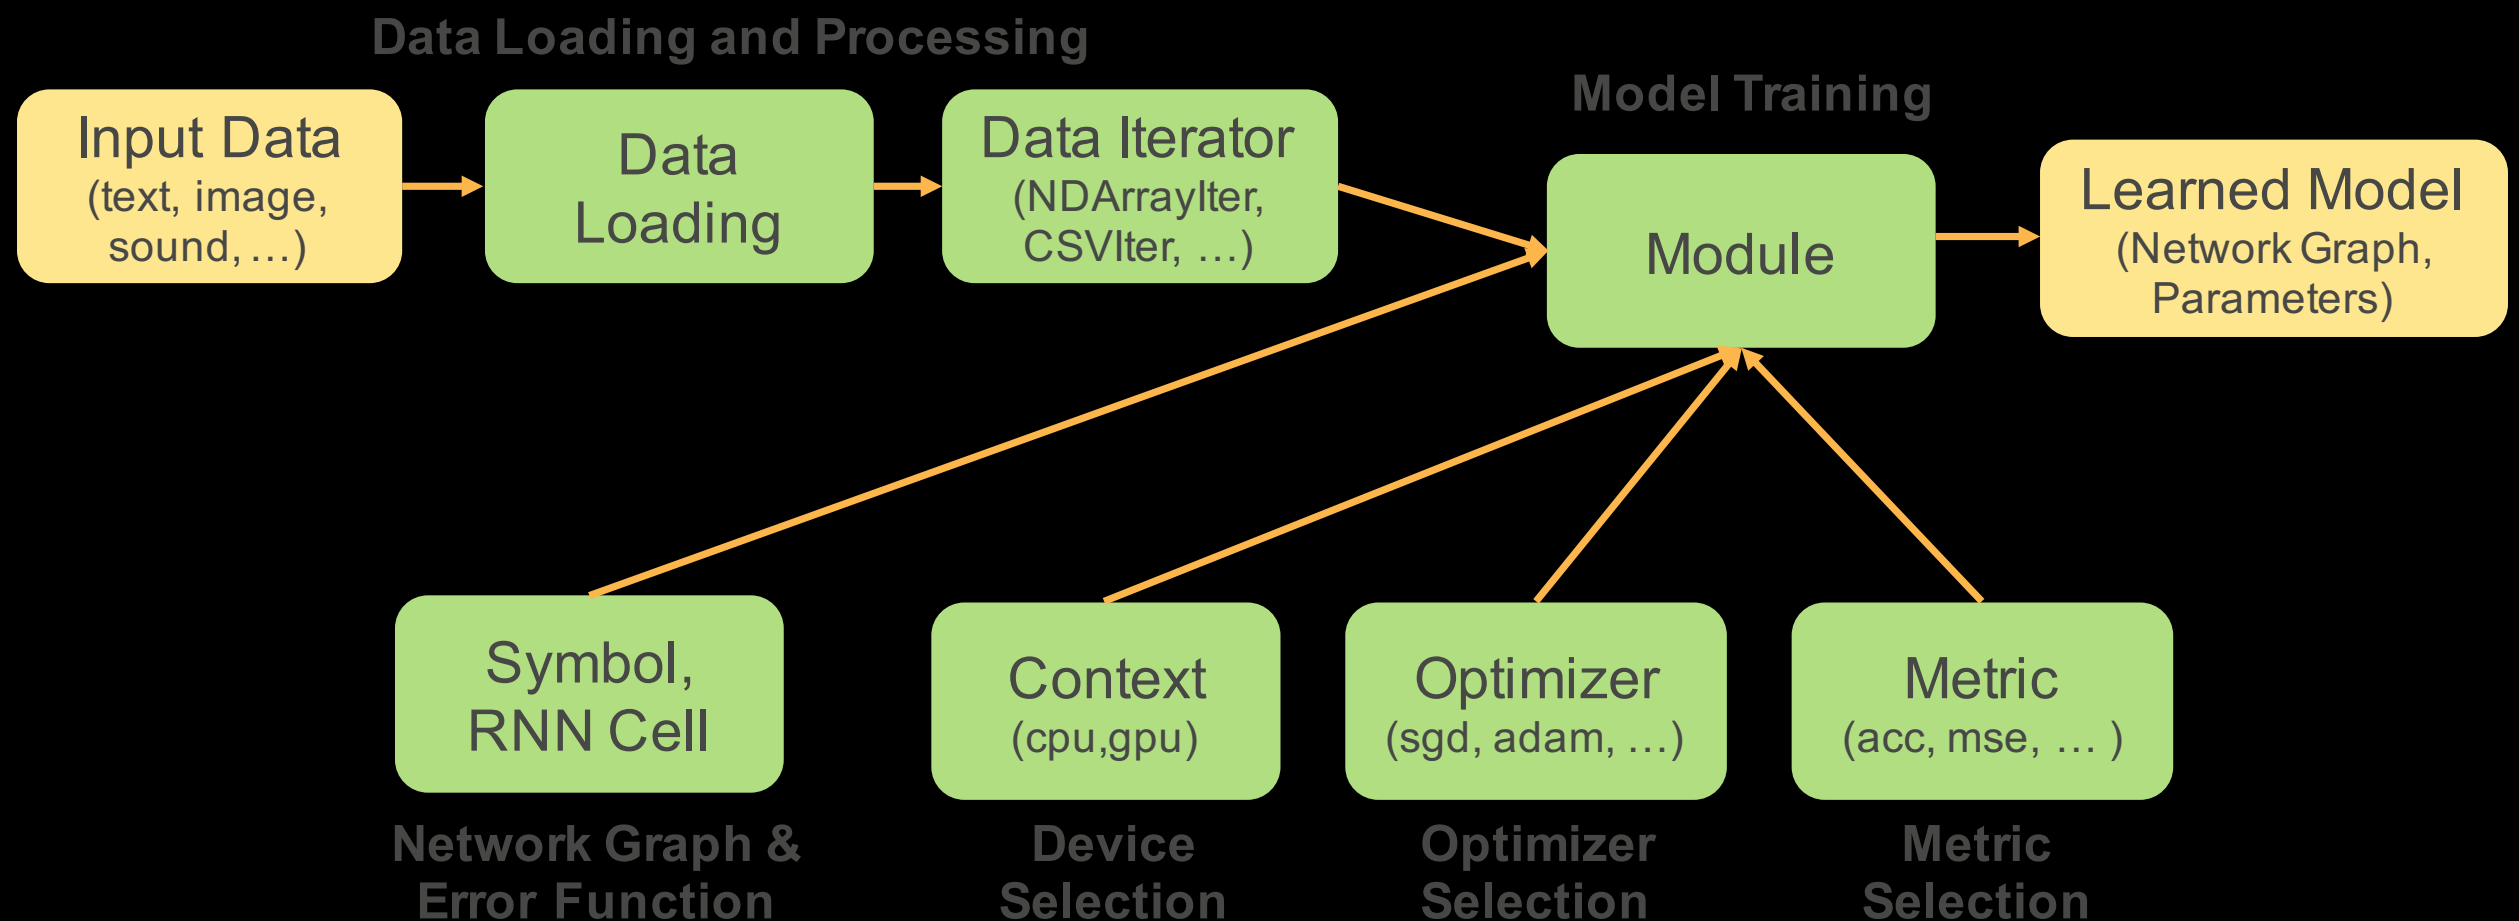 Data Loading and Processing
Model Training
Input Data
(text, image,
sound, …)
Data
Loading
Data Iterator
(NDArrayIter,
CSVIter, …)
Module
Learned Model
(Network Graph,
Parameters)
Symbol,
RNN Cell
Context
(cpu,gpu)
Optimizer
(sgd, adam, …)
Metric
(acc, mse, … )
Network Graph &
Error Function
Device
Selection
Optimizer
Selection
Metric
Selection